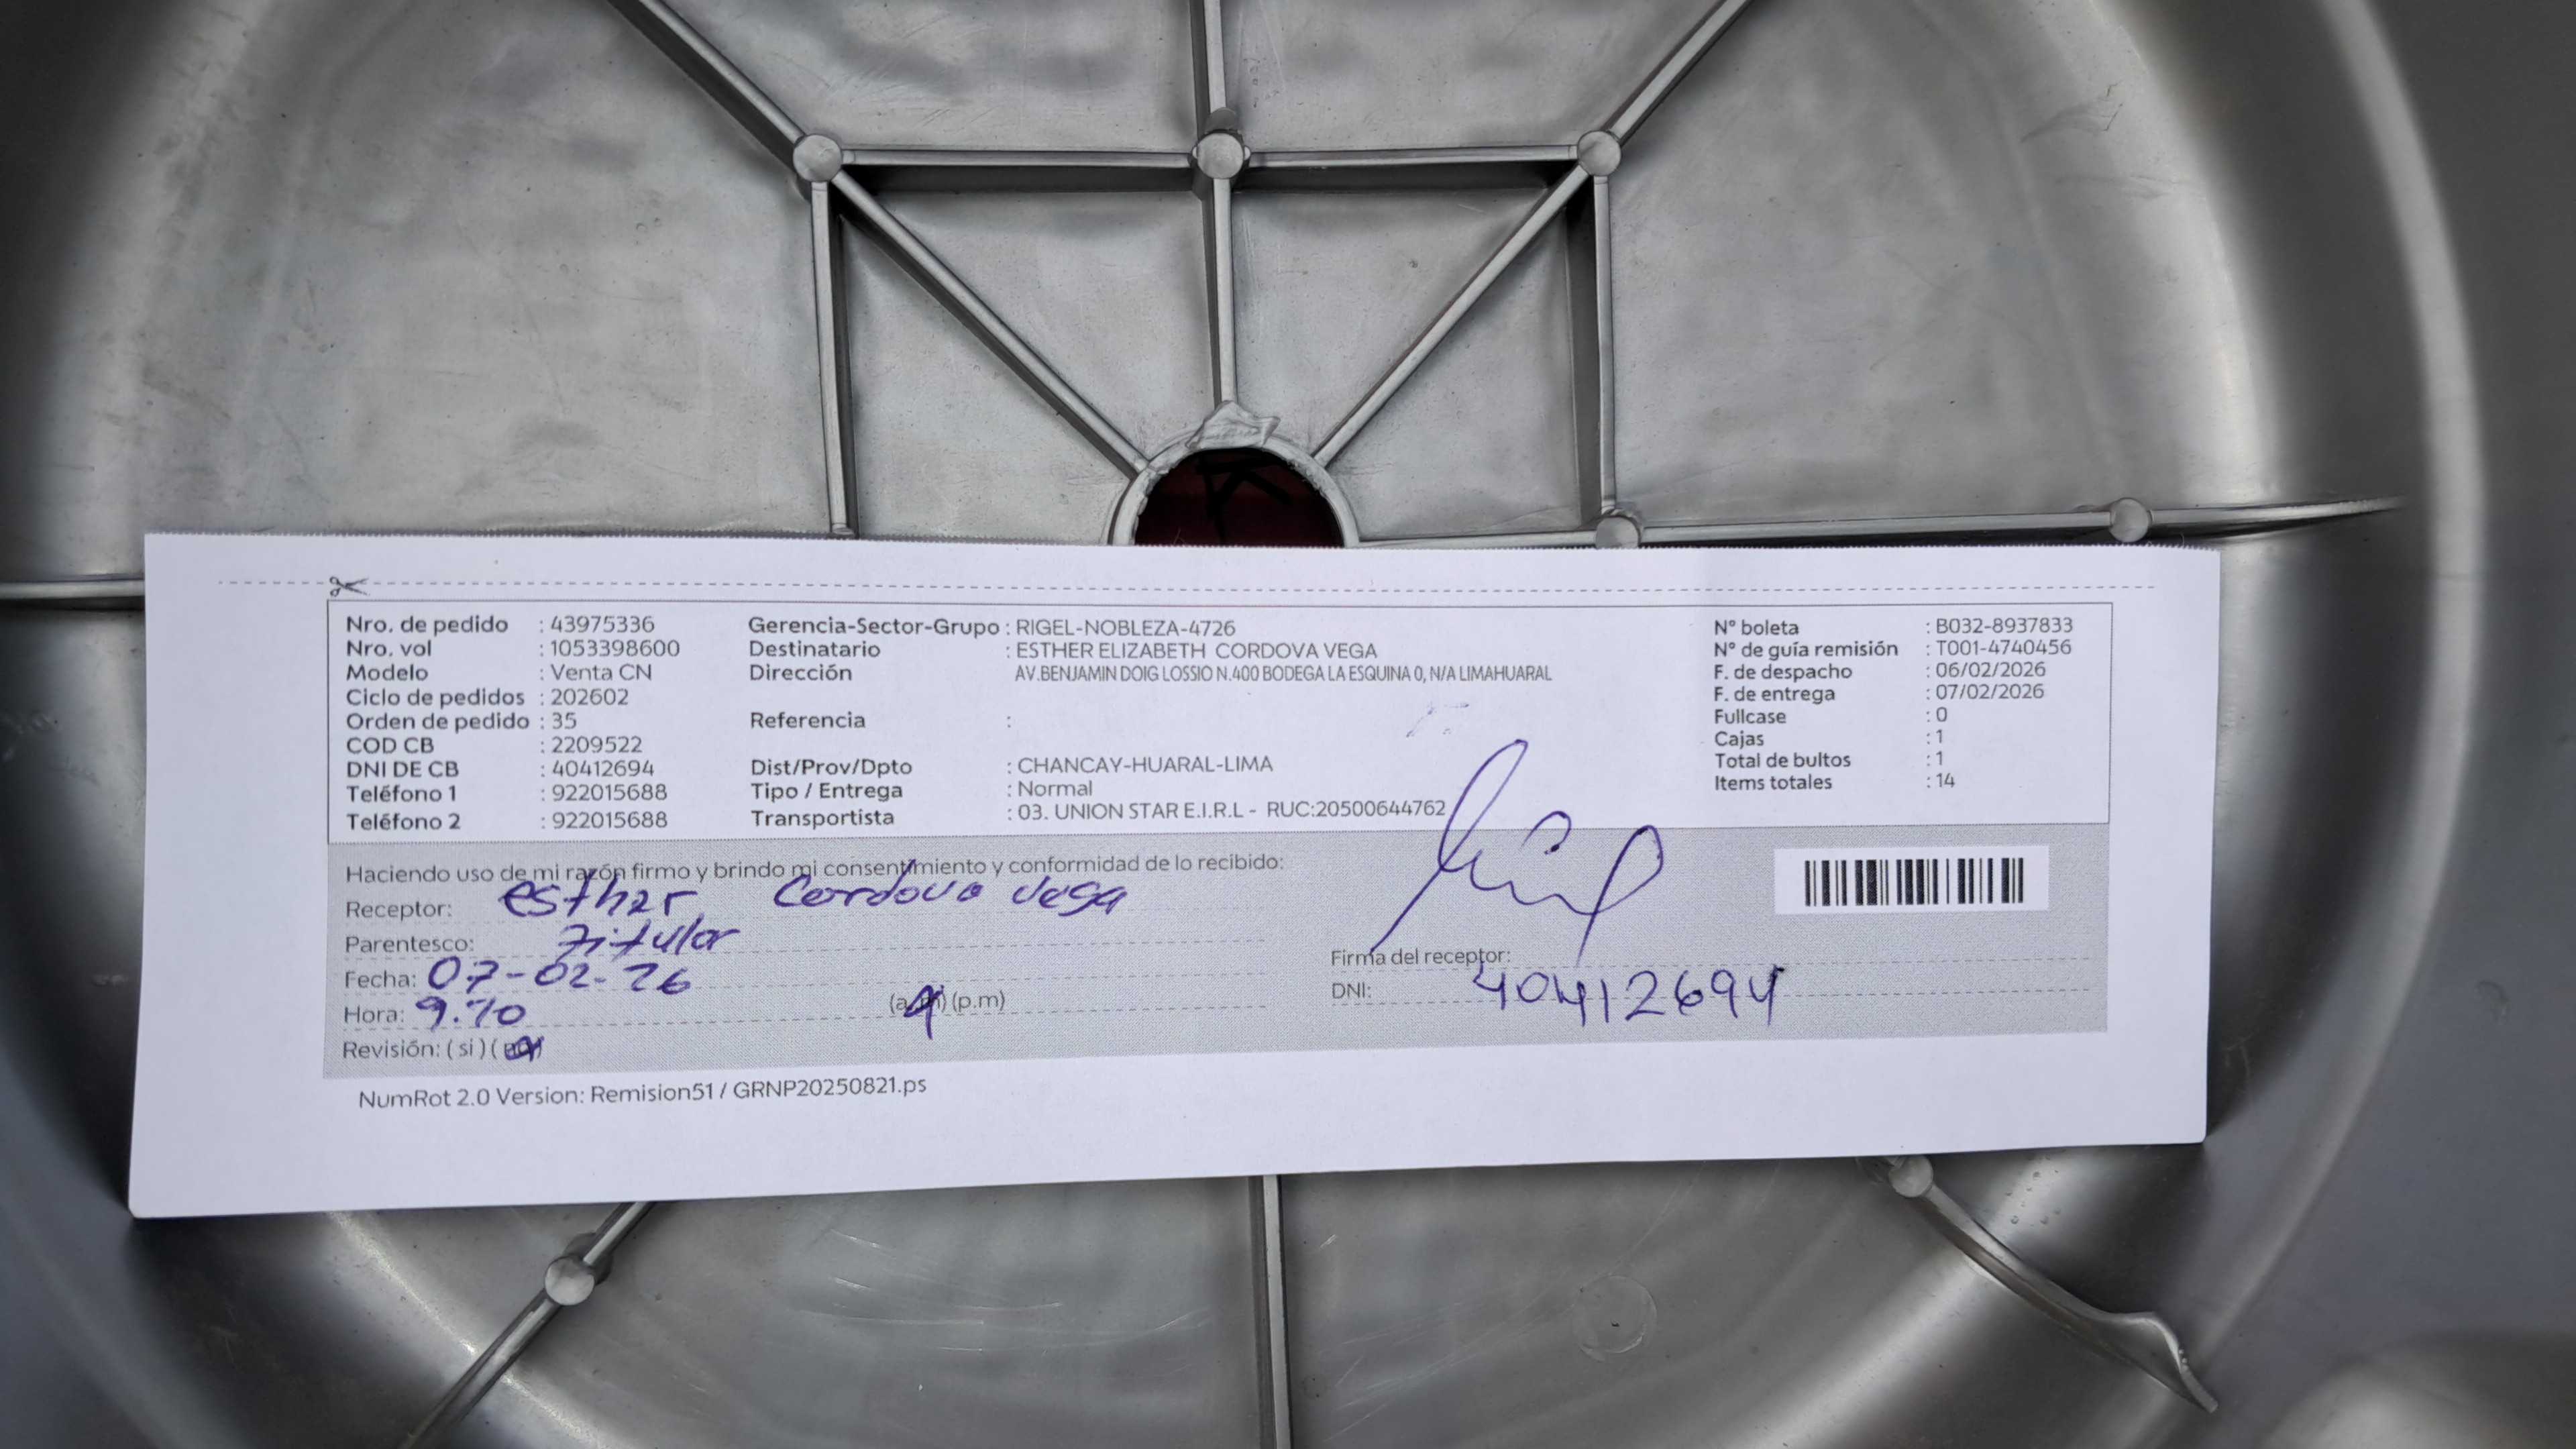 Nro. de pedido : 43975336
Nro. vol : 1053398600
Modelo : Venta CN
Ciclo de pedidos : 202602
Orden de pedido : 35
COD CB : 2209522
DNI DE CB : 40412694
Teléfono 1 : 922015688
Teléfono 2 : 922015688
Gerencia-Sector-Grupo : RIGEL-NOBLEZA-4726
Destinatario : ESTHER ELIZABETH CORDOVA VEGA
Dirección AV.BENJAMIN DOIG LOSSIO N.400 BODEGA LA ESQUINA 0, N/A LIMAHUARAL
Referencia :
Dist/Prov/Dpto : CHANCAY-HUARAL-LIMA
Tipo / Entrega : Normal
Transportista : 03. UNION STAR E.I.R.L - RUC:20500644762
N° boleta : B032-8937833
N° de guía remisión : T001-4740456
F. de despacho : 06/02/2026
F. de entrega : 07/02/2026
Fullcase : 0
Cajas : 1
Total de bultos : 1
Items totales : 14
Haciendo uso de mi razón firmo y brindo mi consentimiento y conformidad de lo recibido:
Receptor: esther Cordova Vega
Parentesco: Titular
Fecha: 07-02-26
Hora: (a.m) (p.m)
Revisión: ( si ) ( no )
Firma del receptor:
DNI: 40412694
NumRot 2.0 Version: Remision51 / GRNP20250821.ps